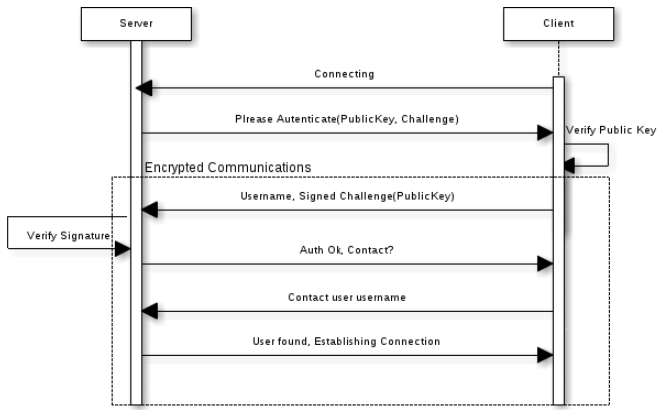 Server
Client
Connecting
Plrease Autenticate(PublicKey, Challenge)
Verify Public Key
Encrypted Communications
Username, Signed Challenge(PublicKey)
Verify Signature
Auth Ok, Contact?
Contact user username
User found, Establishing Connection